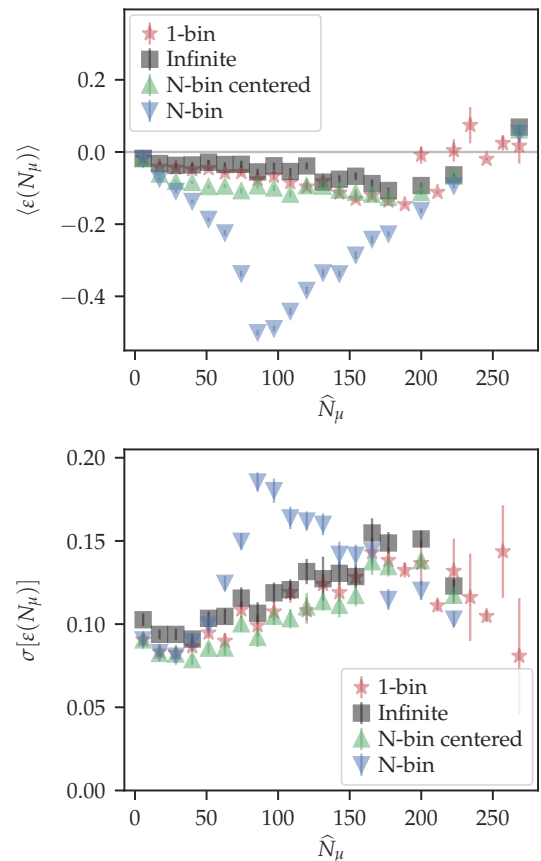 1-bin
Infinite
N-bin centered
N-bin
0.2
0.0
−0.2
−0.4
⟨ε(N_μ)⟩
0 50 100 150 200 250
N̂_μ
0.20
0.15
0.10
0.05
0.00
σ[ε(N_μ)]
1-bin
Infinite
N-bin centered
N-bin
0 50 100 150 200 250
N̂_μ